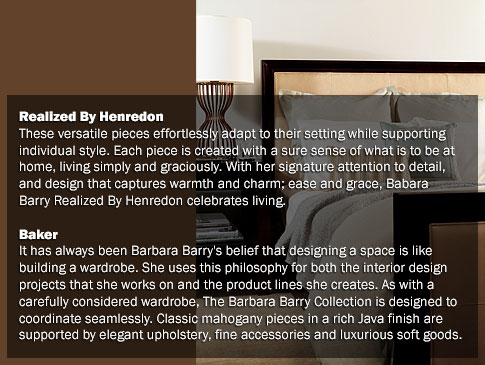 Realized By Henredon
These versatile pieces effortlessly adapt to their setting while supporting
individual style. Each piece is created with a sure sense of what is to be at
home, living simply and graciously. With her signature attention to detail,
and design that captures warmth and charm; ease and grace, Babara
Barry Realized By Henredon celebrates living.
Baker
It has always been Barbara Barry's belief that designing a space is like
building a wardrobe. She uses this philosophy for both the interior design
projects that she works on and the product lines she creates. As with a
carefully considered wardrobe, The Barbara Barry Collection is designed to
coordinate seamlessly. Classic mahogany pieces in a rich Java finish are
supported by elegant upholstery, fine accessories and luxurious soft goods.